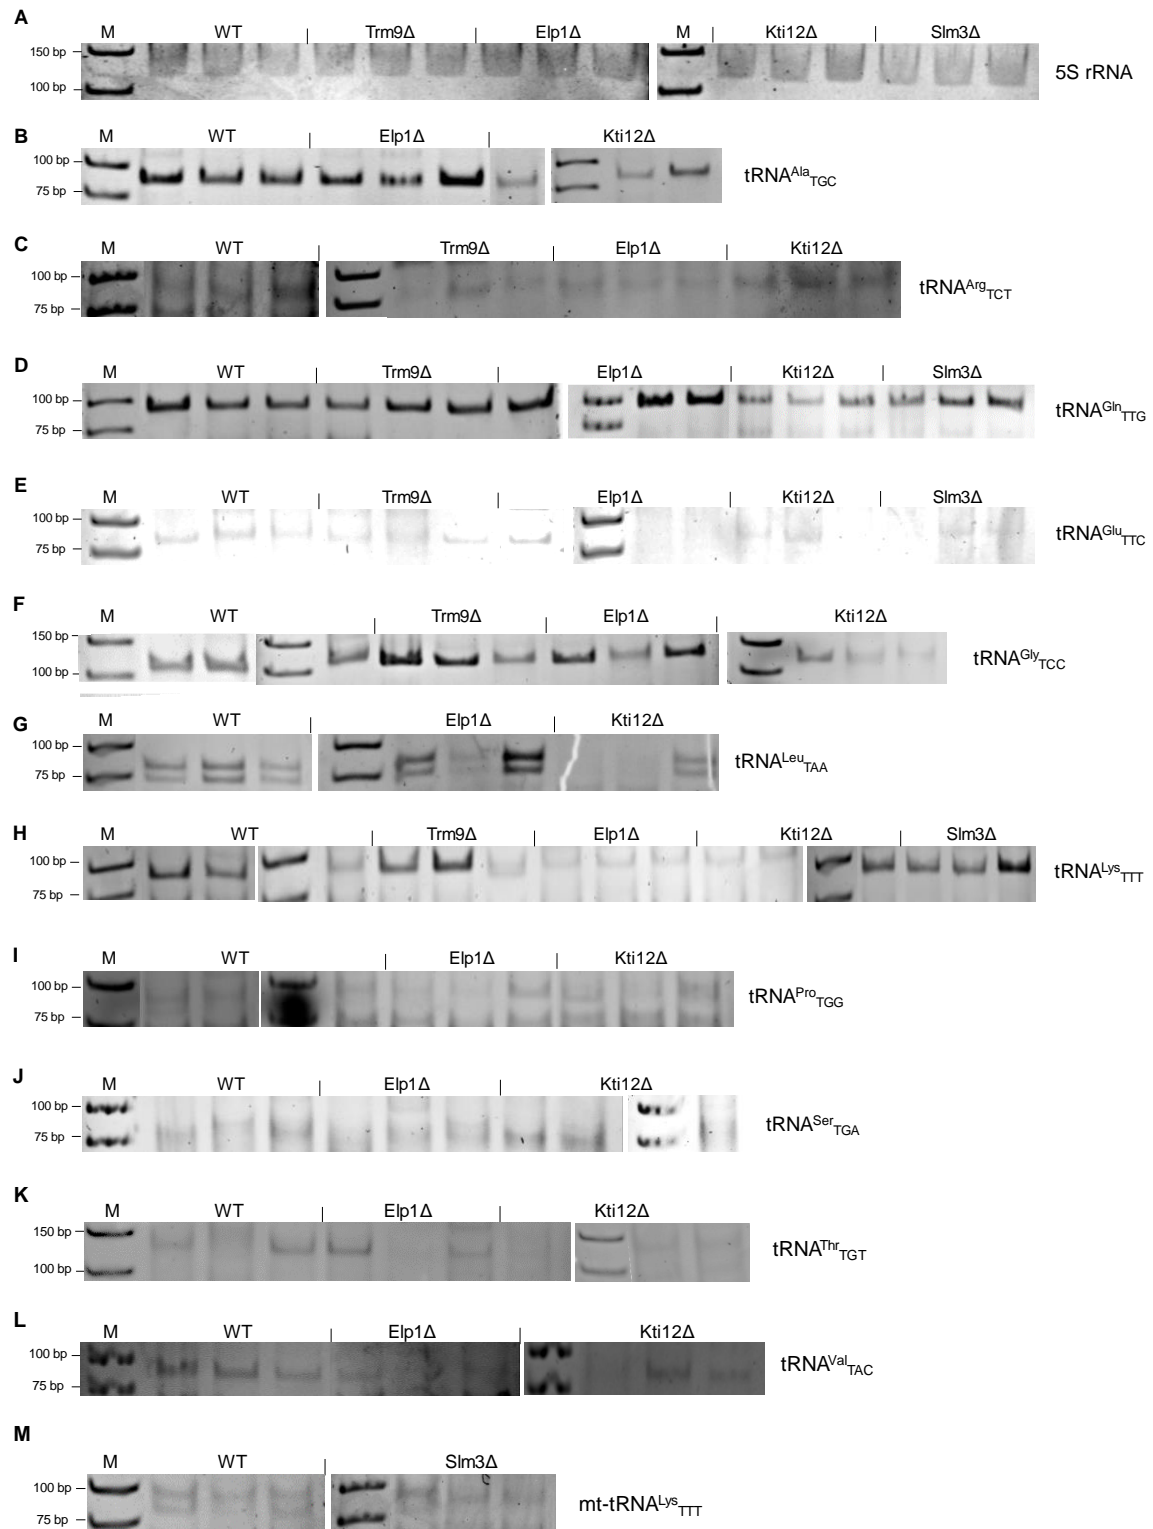 A
M WT | Trm9Δ | Elp1Δ M | Kti12Δ | Slm3Δ
150 bp
100 bp
5S rRNA
B
M WT | Elp1Δ | Kti12Δ
100 bp
75 bp
tRNAAlaTGC
C
M WT | Trm9Δ | Elp1Δ | Kti12Δ
100 bp
75 bp
tRNAArgTCT
D
M WT | Trm9Δ | Elp1Δ | Kti12Δ | Slm3Δ
100 bp
75 bp
tRNAGlnTTG
E
M WT | Trm9Δ | Elp1Δ | Kti12Δ | Slm3Δ
100 bp
75 bp
tRNAGluTTC
F
M WT | Trm9Δ | Elp1Δ | Kti12Δ
150 bp
100 bp
tRNAGlyTCC
G
M WT | Elp1Δ | Kti12Δ
100 bp
75 bp
tRNALeuTAA
H
M WT | Trm9Δ | Elp1Δ | Kti12Δ | Slm3Δ
100 bp
75 bp
tRNALysTTT
I
M WT | Elp1Δ | Kti12Δ
100 bp
75 bp
tRNAProTGG
J
M WT | Elp1Δ | Kti12Δ
100 bp
75 bp
tRNASerTGA
K
M WT | Elp1Δ | Kti12Δ
150 bp
100 bp
tRNAThrTGT
L
M WT | Elp1Δ | Kti12Δ
100 bp
75 bp
tRNAValTAC
M
M WT | Slm3Δ
100 bp
75 bp
mt-tRNALysTTT